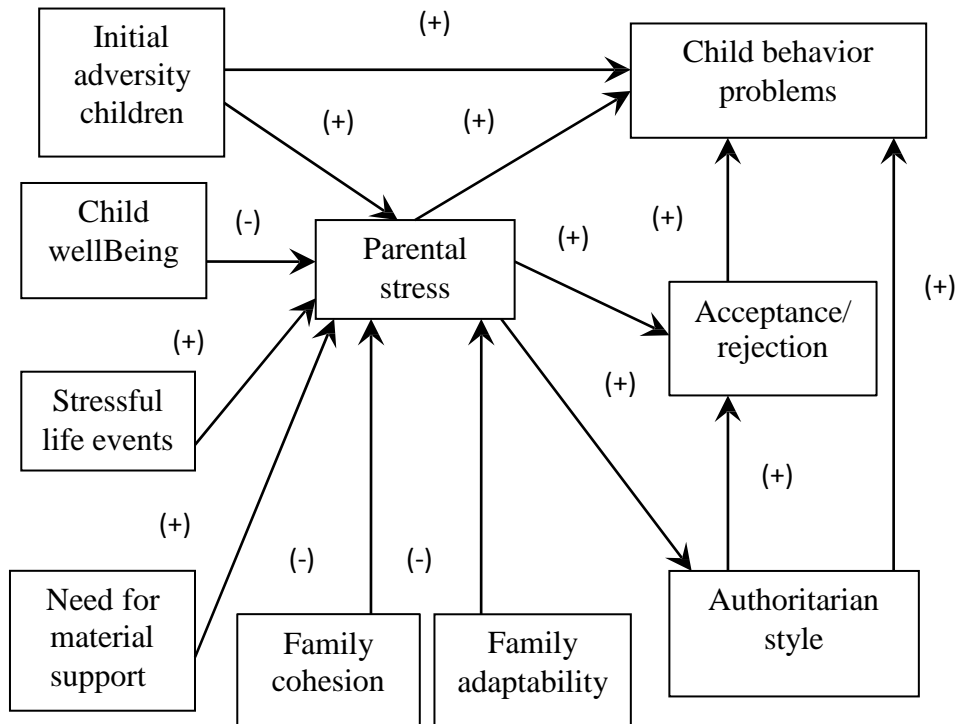 Initial
adversity
children
(+)
Child behavior
problems
(+)
(+)
Child
wellBeing
(-)
Parental
stress
(+)
(+)
(+)
Acceptance/
rejection
(+)
Stressful
life events
(+)
(+)
(+)
Need for
material
support
(-)
(-)
Family
cohesion
Family
adaptability
Authoritarian
style